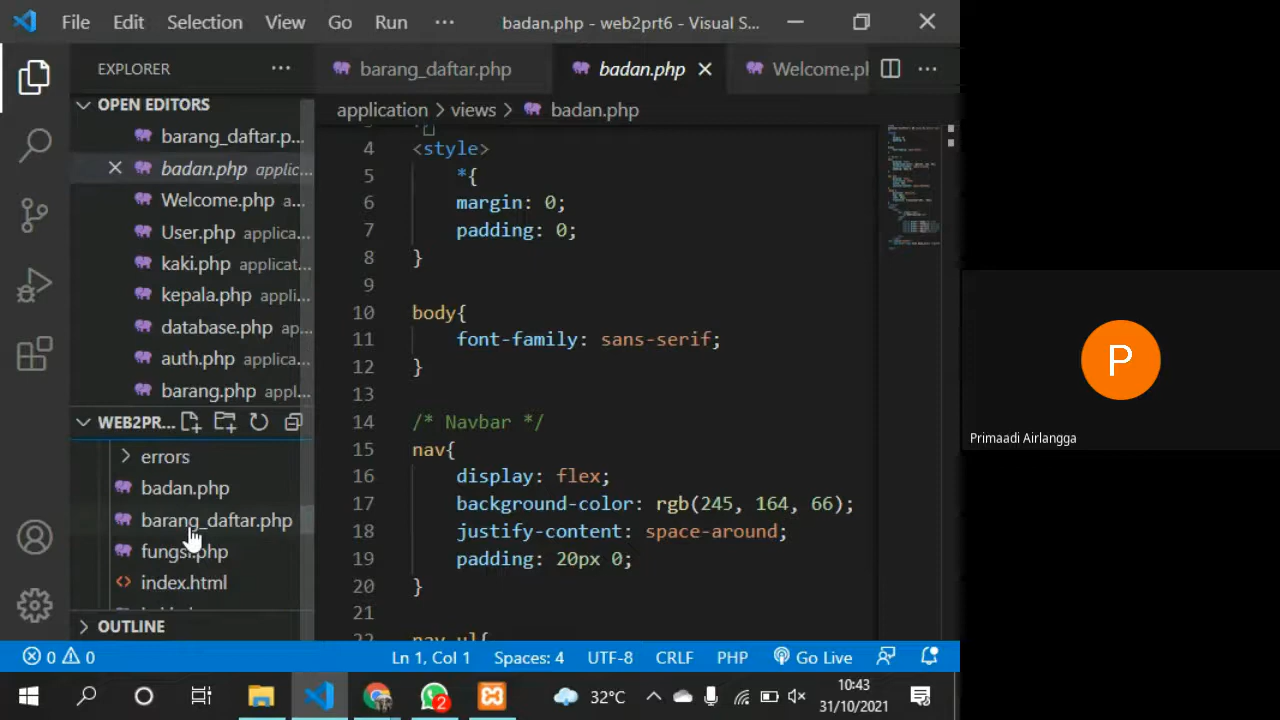 File Edit Selection View Go Run ··· badan.php - web2prt6 - Visual S...
EXPLORER ···
barang_daftar.php badan.php Welcome.pl ···
OPEN EDITORS
application > views > badan.php
barang_daftar.p...
badan.php applic...
Welcome.php a...
User.php applica...
kaki.php applicat...
kepala.php appli...
database.php ap...
auth.php applica...
barang.php appl...
WEB2PR...
errors
badan.php
barang_daftar.php
fungsi.php
index.html
OUTLINE
4 <style>
5 *{
6 margin: 0;
7 padding: 0;
8 }
9
10 body{
11 font-family: sans-serif;
12 }
13
14 /* Navbar */
15 nav{
16 display: flex;
17 background-color: rgb(245, 164, 66);
18 justify-content: space-around;
19 padding: 20px 0;
20 }
21
22 nav ul{
P
Primaadi Airlangga
0 0 Ln 1, Col 1 Spaces: 4 UTF-8 CRLF PHP Go Live
2 32°C 10:43
31/10/2021